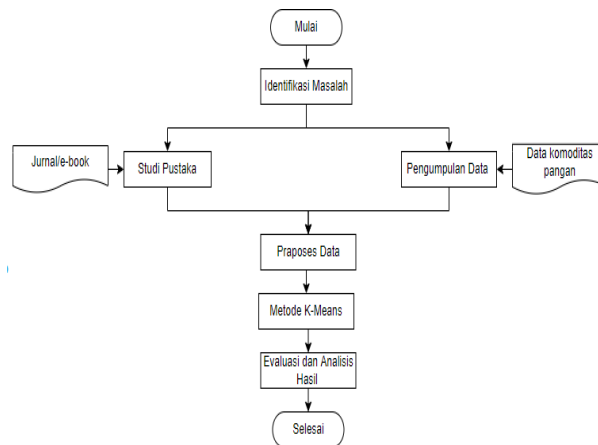 Mulai
Identifikasi Masalah
Jurnal/e-book
Studi Pustaka
Pengumpulan Data
Data komoditas
pangan
Praposes Data
Metode K-Means
Evaluasi dan Analisis
Hasil
Selesai